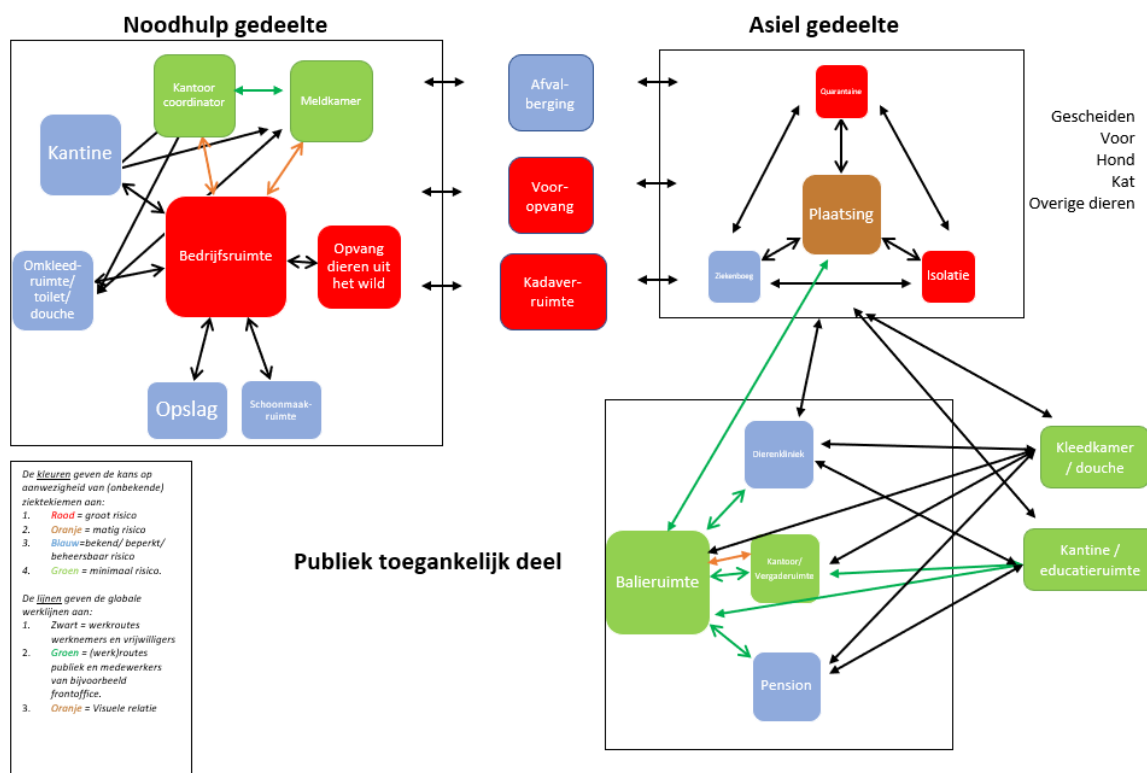 Noodhulp gedeelte
Asiel gedeelte
Kantoor
coordinator
Meldkamer
Kantine
Bedrijfsruimte
Opvang
dieren uit
het wild
Omkleed-
ruimte/
toilet/
douche
Opslag
Schoonmaak-
ruimte
Afval-
berging
Voor-
opvang
Kadaver-
ruimte
Quarantaine
Plaatsing
Ziekenboeg
Isolatie
Gescheiden
Voor
Hond
Kat
Overige dieren
De kleuren geven de kans op
aanwezigheid van (onbekende)
ziektekiemen aan:
1. Rood = groot risico
2. Oranje = matig risico
3. Blauw=bekend/ beperkt/
beheersbaar risico
4. Groen = minimaal risico.
De lijnen geven de globale
werklijnen aan:
1. Zwart = werkroutes
werknemers en vrijwilligers
2. Groen = (werk)routes
publiek en medewerkers
van bijvoorbeeld
frontoffice.
3. Oranje = Visuele relatie
Publiek toegankelijk deel
Dierenkliniek
Balieruimte
Kantoor/
Vergaderuimte
Pension
Kleedkamer
/ douche
Kantine /
educatieruimte